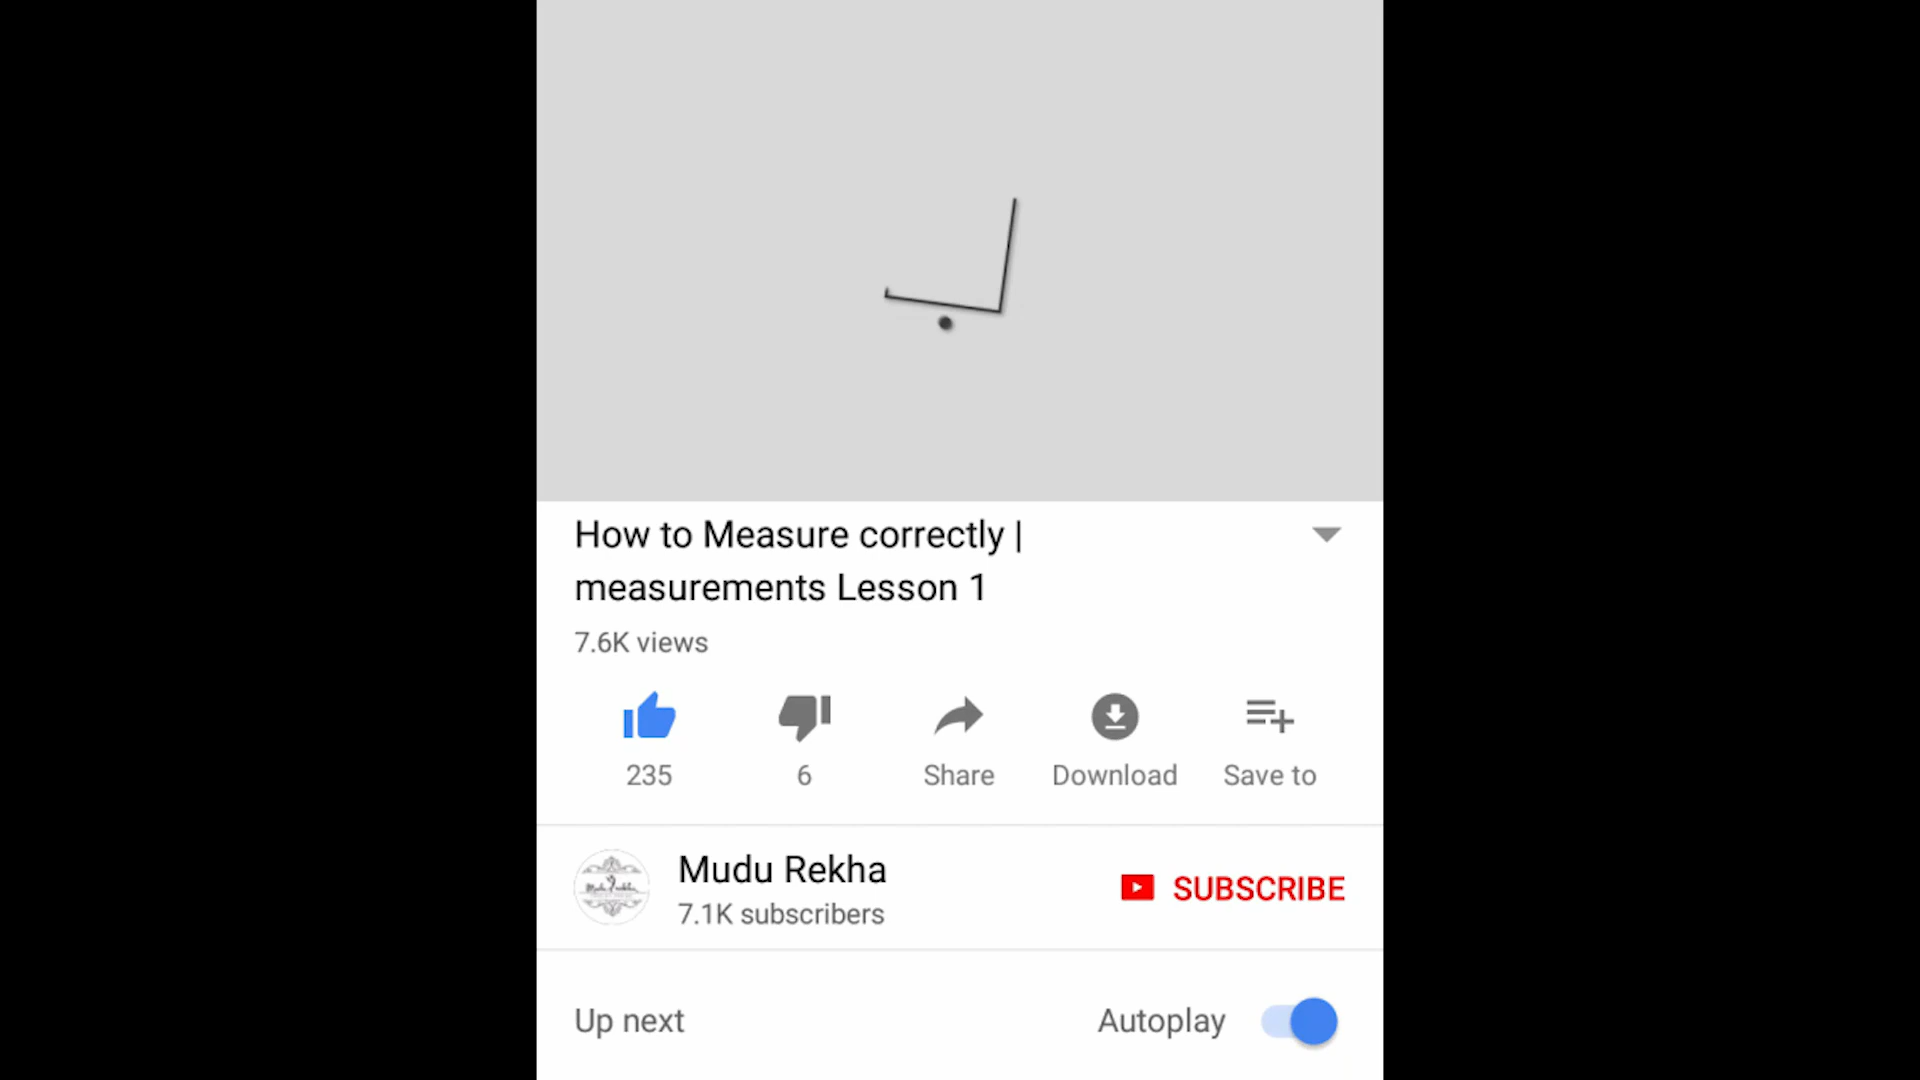 How to Measure correctly |
measurements Lesson 1
7.6K views
235
6
Share
Download
Save to
Mudu Rekha
7.1K subscribers
SUBSCRIBE
Up next
Autoplay